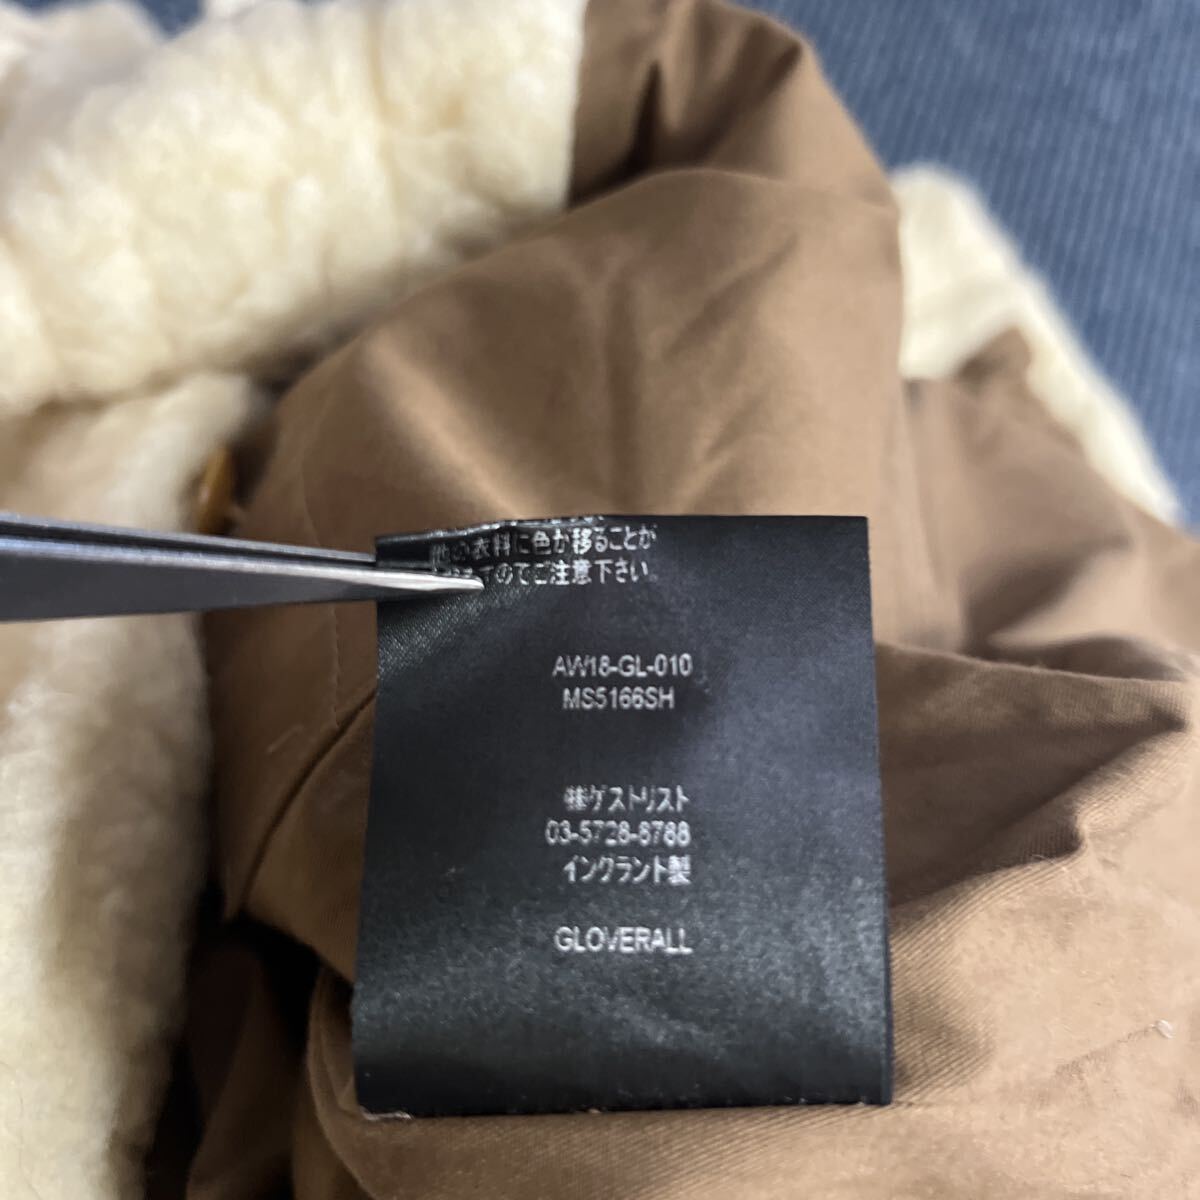 他の衣料に色が移ることが
のでご注意下さい。
AW18-GL-010
MS5166SH
㈱ゲストリスト
03-5728-8788
イングランド製
GLOVERALL